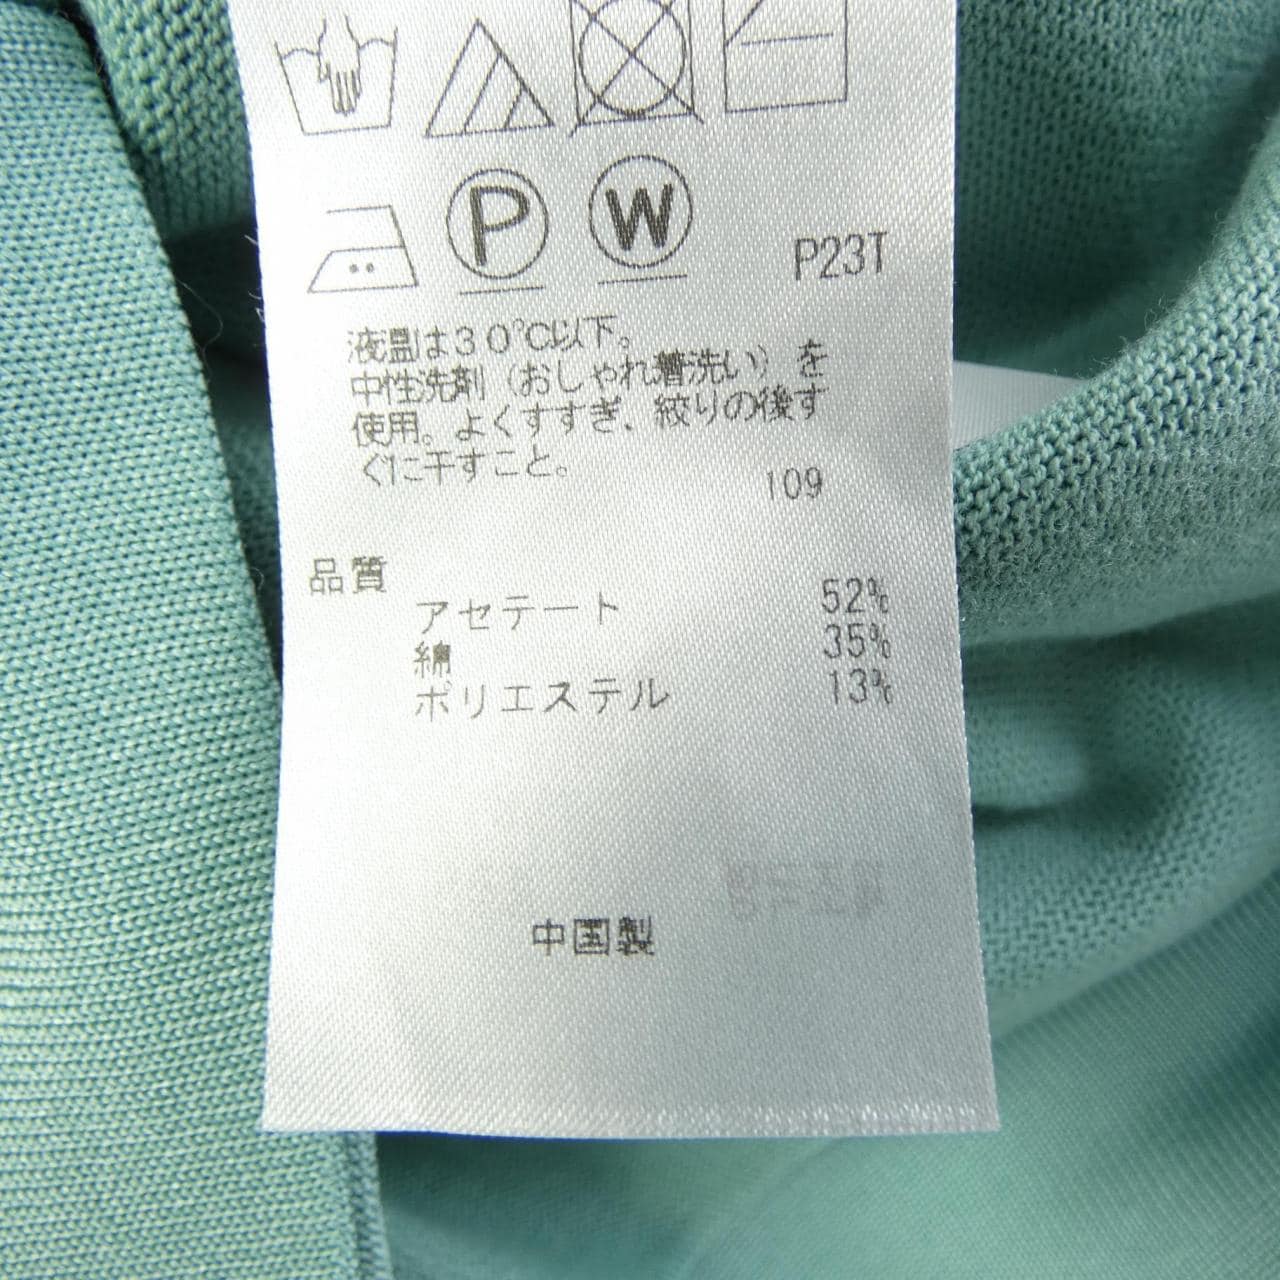 P W P23T
液温は30℃以下。
中性洗剤（おしゃれ着洗い）を
使用。よくすすぎ、絞りの後す
ぐに干すこと。
109
品質
アセテート 52%
綿 35%
ポリエステル 13%
中国製